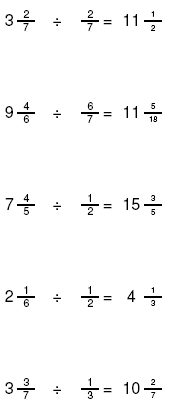 3 2/7 ÷ 2/7 = 11 1/2
9 4/6 ÷ 6/7 = 11 5/18
7 4/5 ÷ 1/2 = 15 3/5
2 1/6 ÷ 1/2 = 4 1/3
3 3/7 ÷ 1/3 = 10 2/7